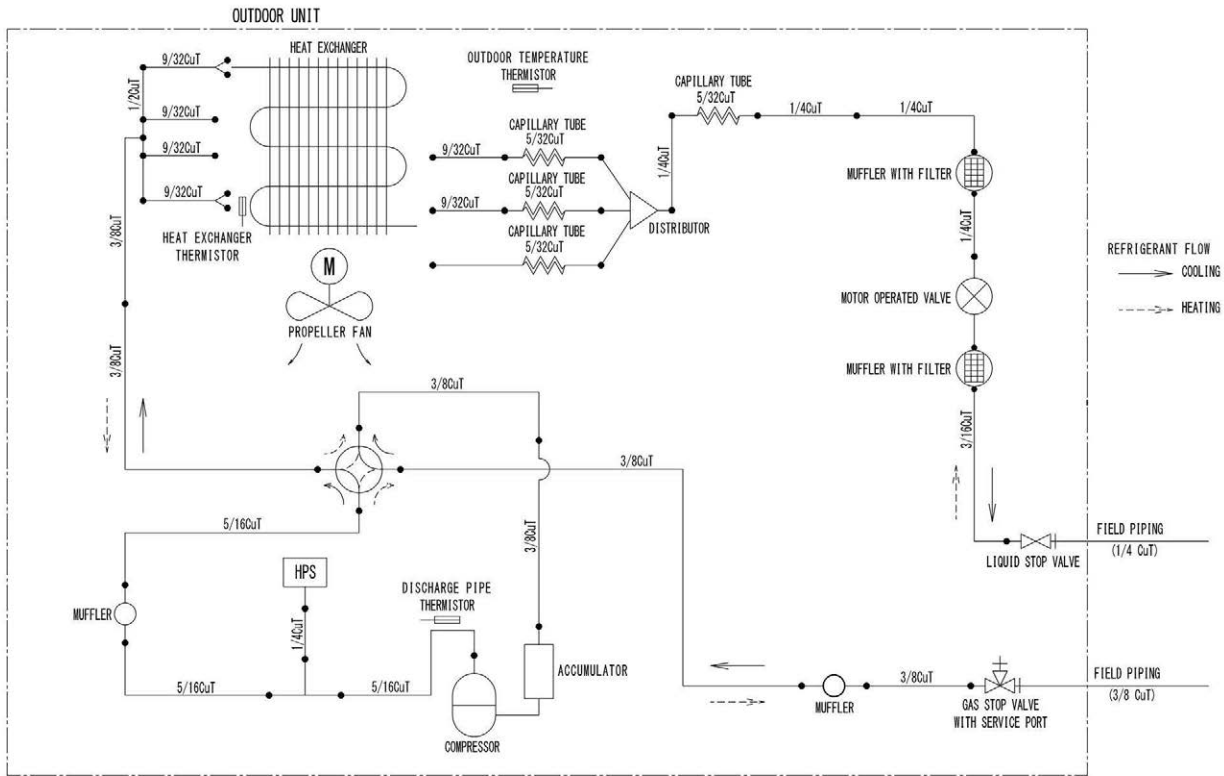 OUTDOOR UNIT
HEAT EXCHANGER
9/32CuT
1/2CuT
9/32CuT
9/32CuT
9/32CuT
3/8CuT
HEAT EXCHANGER
THERMISTOR
M
PROPELLER FAN
OUTDOOR TEMPERATURE
THERMISTOR
CAPILLARY TUBE
5/32CuT
9/32CuT
CAPILLARY TUBE
5/32CuT
9/32CuT
CAPILLARY TUBE
5/32CuT
DISTRIBUTOR
1/4CuT
CAPILLARY TUBE
5/32CuT
1/4CuT
1/4CuT
MUFFLER WITH FILTER
1/4CuT
MOTOR OPERATED VALVE
MUFFLER WITH FILTER
3/16CuT
REFRIGERANT FLOW
COOLING
HEATING
3/8CuT
3/8CuT
3/8CuT
5/16CuT
3/8CuT
HPS
1/4CuT
MUFFLER
5/16CuT
5/16CuT
DISCHARGE PIPE
THERMISTOR
ACCUMULATOR
COMPRESSOR
LIQUID STOP VALVE
FIELD PIPING
(1/4 CuT)
MUFFLER
3/8CuT
GAS STOP VALVE
WITH SERVICE PORT
FIELD PIPING
(3/8 CuT)